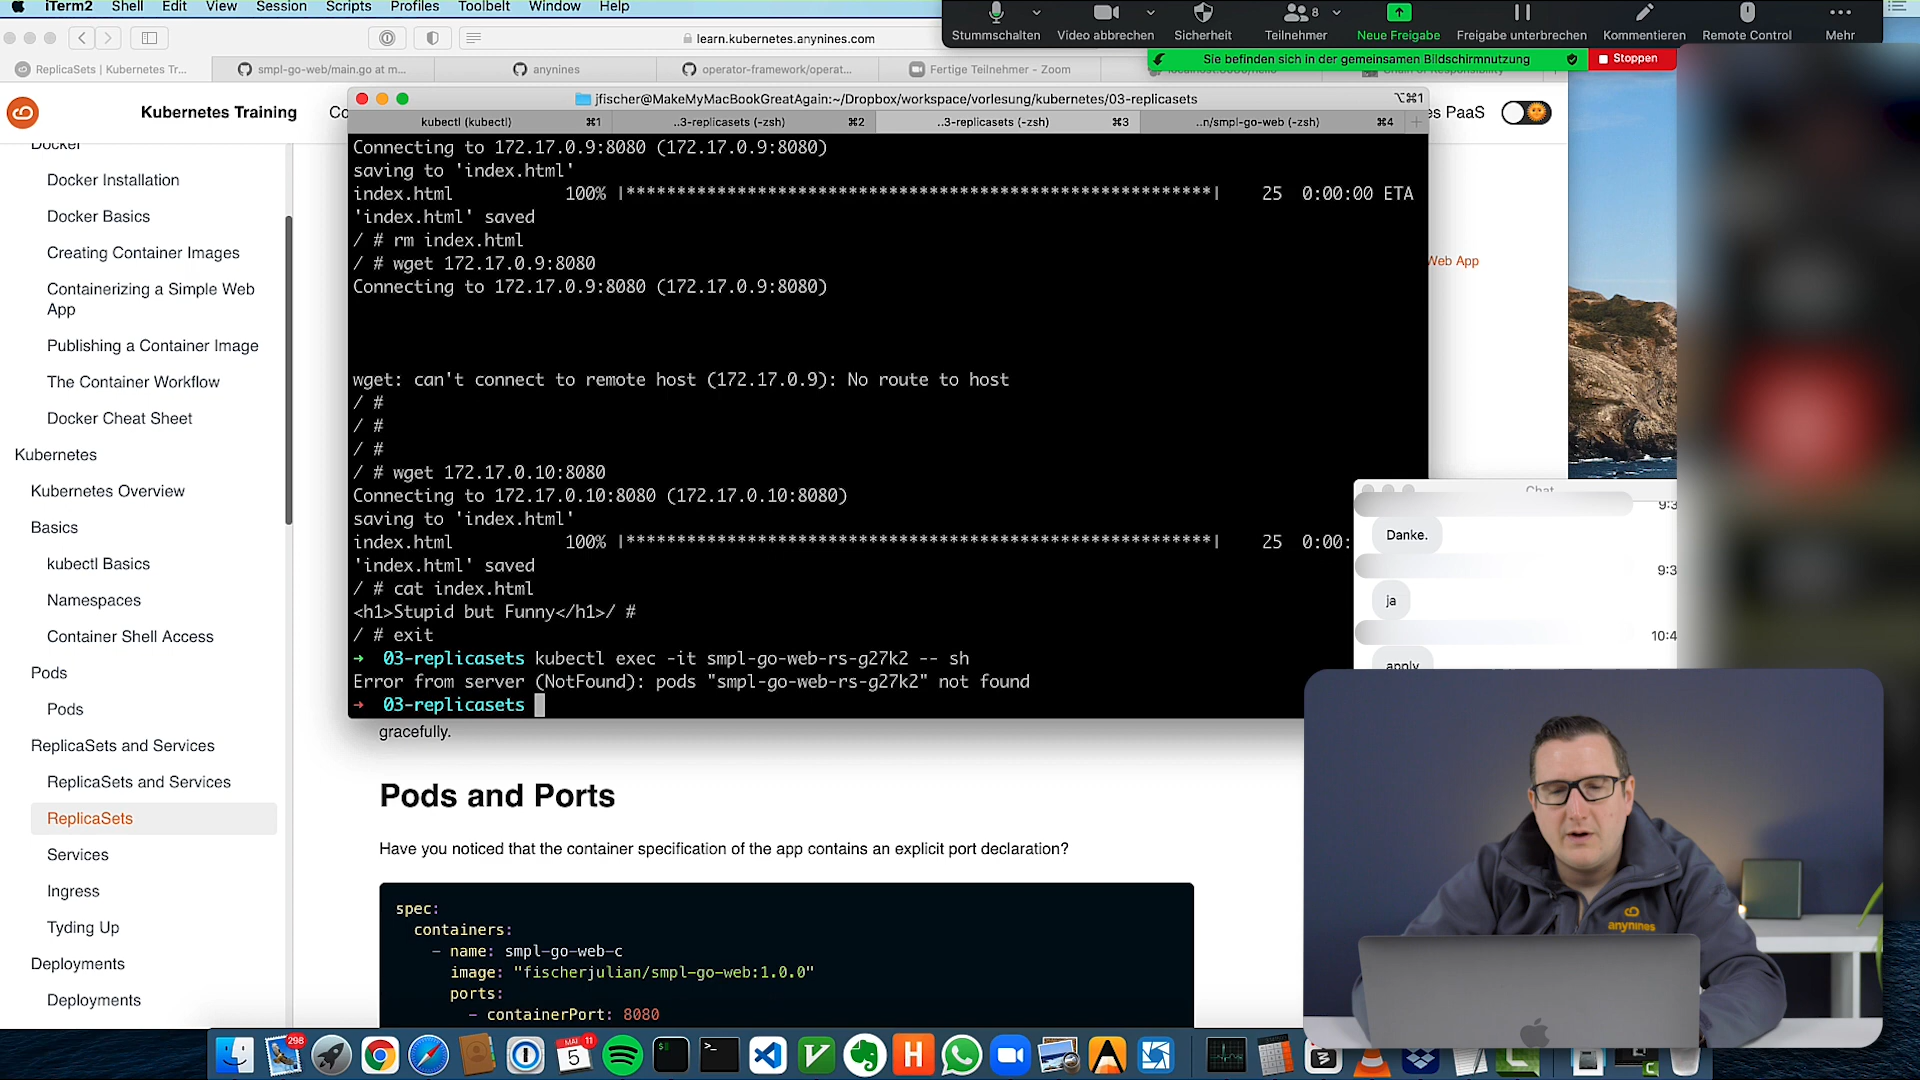 iTerm2 Shell Edit View Session Scripts Profiles Toolbelt Window Help
Stummschalten Video abbrechen Sicherheit 8 Teilnehmer Neue Freigabe Freigabe unterbrechen Kommentieren Remote Control Mehr
learn.kubernetes.anynines.com
Sie befinden sich in der gemeinsamen Bildschirmnutzung Stoppen
ReplicaSets | Kubernetes Tr... smpl-go-web/main.go at m... anynines operator-framework/operat... Fertige Teilnehmer - Zoom
Kubernetes Training Co es PaaS
jfischer@MakeMyMacBookGreatAgain:~/Dropbox/workspace/vorlesung/kubernetes/03-replicasets ⌥⌘1
kubectl (kubectl) ⌘1 ..3-replicasets (-zsh) ⌘2 ..3-replicasets (-zsh) ⌘3 ..n/smpl-go-web (-zsh) ⌘4
Docker
Docker Installation
Docker Basics
Creating Container Images
Containerizing a Simple Web
App
Publishing a Container Image
The Container Workflow
Docker Cheat Sheet
Kubernetes
Kubernetes Overview
Basics
kubectl Basics
Namespaces
Container Shell Access
Pods
Pods
ReplicaSets and Services
ReplicaSets and Services
ReplicaSets
Services
Ingress
Tyding Up
Deployments
Deployments
Connecting to 172.17.0.9:8080 (172.17.0.9:8080)
saving to 'index.html'
index.html 100% |**********************************************************| 25 0:00:00 ETA
'index.html' saved
/ # rm index.html
/ # wget 172.17.0.9:8080
Connecting to 172.17.0.9:8080 (172.17.0.9:8080)
wget: can't connect to remote host (172.17.0.9): No route to host
/ #
/ #
/ #
/ # wget 172.17.0.10:8080
Connecting to 172.17.0.10:8080 (172.17.0.10:8080)
saving to 'index.html'
index.html 100% |**********************************************************| 25 0:00:
'index.html' saved
/ # cat index.html
<h1>Stupid but Funny</h1>/ #
/ # exit
➜ 03-replicasets kubectl exec -it smpl-go-web-rs-g27k2 -- sh
Error from server (NotFound): pods "smpl-go-web-rs-g27k2" not found
➜ 03-replicasets
Web App
Chat
9:3
Danke.
9:3
ja
10:4
apply
gracefully.
Pods and Ports
Have you noticed that the container specification of the app contains an explicit port declaration?
spec:
containers:
- name: smpl-go-web-c
image: "fischerjulian/smpl-go-web:1.0.0"
ports:
- containerPort: 8080
anynines
298
MAI 11
5